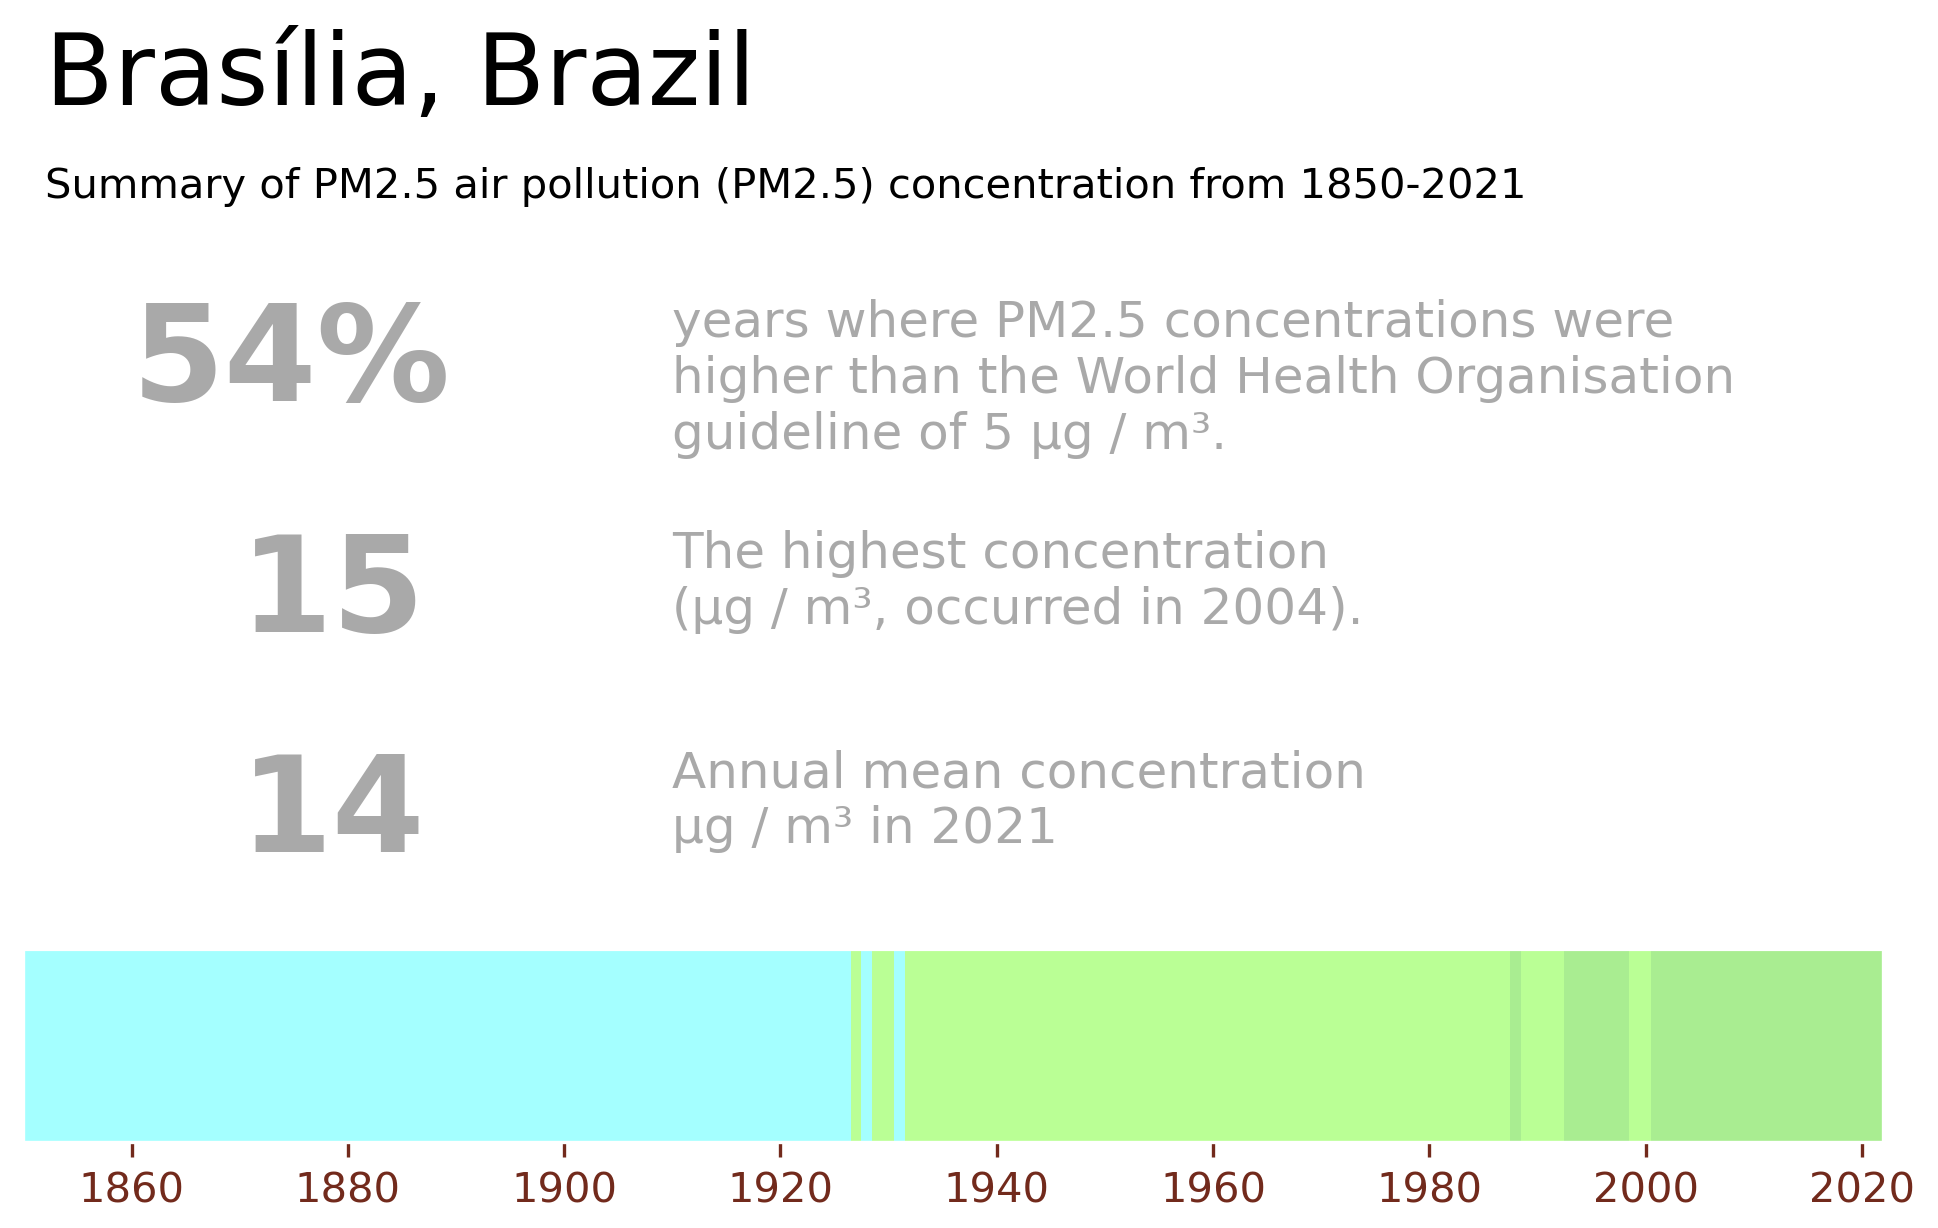 Brasília, Brazil
Summary of PM2.5 air pollution (PM2.5) concentration from 1850-2021
54%
years where PM2.5 concentrations were
higher than the World Health Organisation
guideline of 5 µg / m³.
15
The highest concentration
(µg / m³, occurred in 2004).
14
Annual mean concentration
µg / m³ in 2021
1860 1880 1900 1920 1940 1960 1980 2000 2020